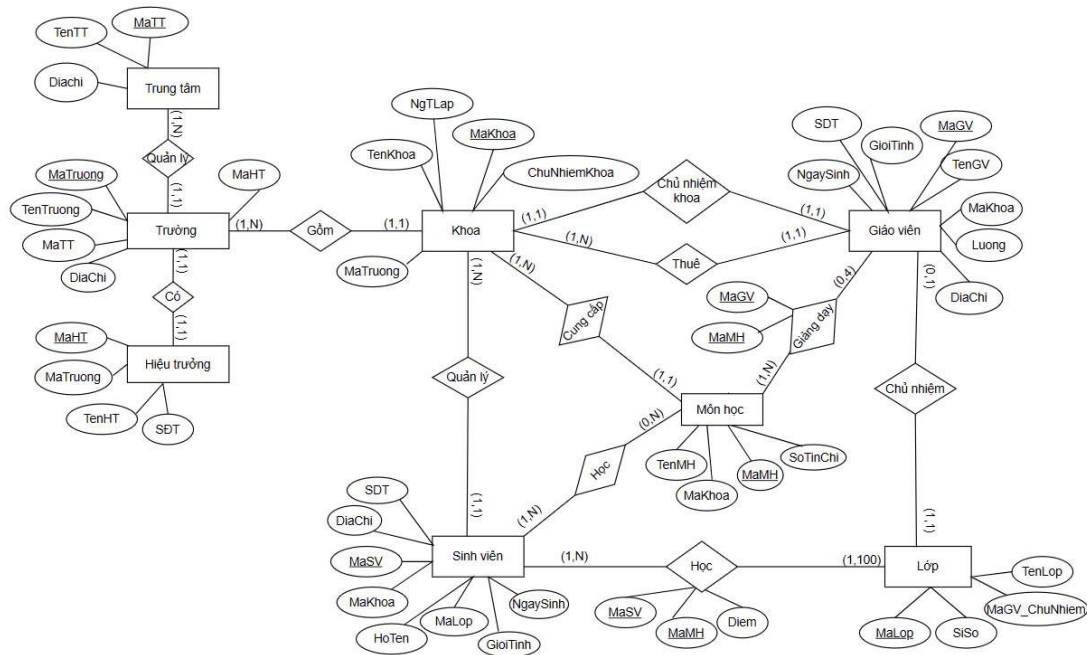 MaTT
TenTT
Diachi
Trung tâm
(1,N)
Quản lý
(1,1)
MaTruong
MaHT
TenTruong
Trường
MaTT
DiaChi
(1,N)
Gồm
(1,1)
(1,1)
Có
(1,1)
MaHT
MaTruong
Hiệu trưởng
TenHT
SĐT
NgTLap
MaKhoa
TenKhoa
ChuNhiemKhoa
Khoa
MaTruong
(1,1)
Chủ nhiệm
khoa
(1,1)
(1,N)
Thuê
(1,1)
SDT
MaGV
GioiTinh
NgaySinh
TenGV
MaKhoa
Giáo viên
Luong
DiaChi
(1,N)
Quản lý
(1,1)
(1,N)
Cung cấp
(1,1)
(0,4)
MaGV
Giảng dạy
MaMH
(1,N)
(0,1)
Chủ nhiệm
(1,1)
Môn học
TenMH
SoTinChi
MaMH
MaKhoa
(0,N)
Học
(1,N)
SDT
DiaChi
MaSV
Sinh viên
MaKhoa
NgaySinh
MaLop
HoTen
GioiTinh
(1,N)
Học
(1,100)
MaSV
Diem
MaMH
Lớp
TenLop
MaGV_ChuNhiem
MaLop
SiSo